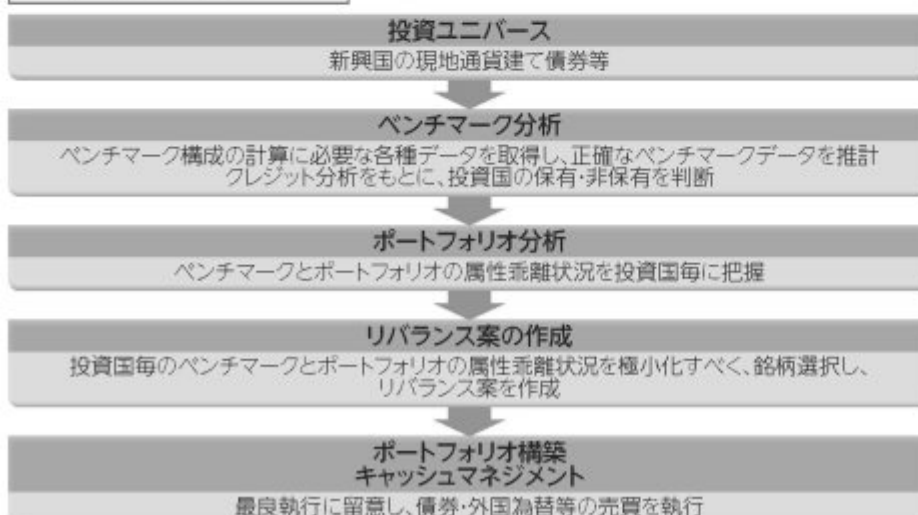 投資ユニバース
新興国の現地通貨建て債券等
ベンチマーク分析
ベンチマーク構成の計算に必要な各種データを取得し、正確なベンチマークデータを推計
クレジット分析をもとに、投資国の保有・非保有を判断
ポートフォリオ分析
ベンチマークとポートフォリオの属性乖離状況を投資国毎に把握
リバランス案の作成
投資国毎のベンチマークとポートフォリオの属性乖離状況を極小化すべく、銘柄選択し、
リバランス案を作成
ポートフォリオ構築
キャッシュマネジメント
最良執行に留意し、債券・外国為替等の売買を執行